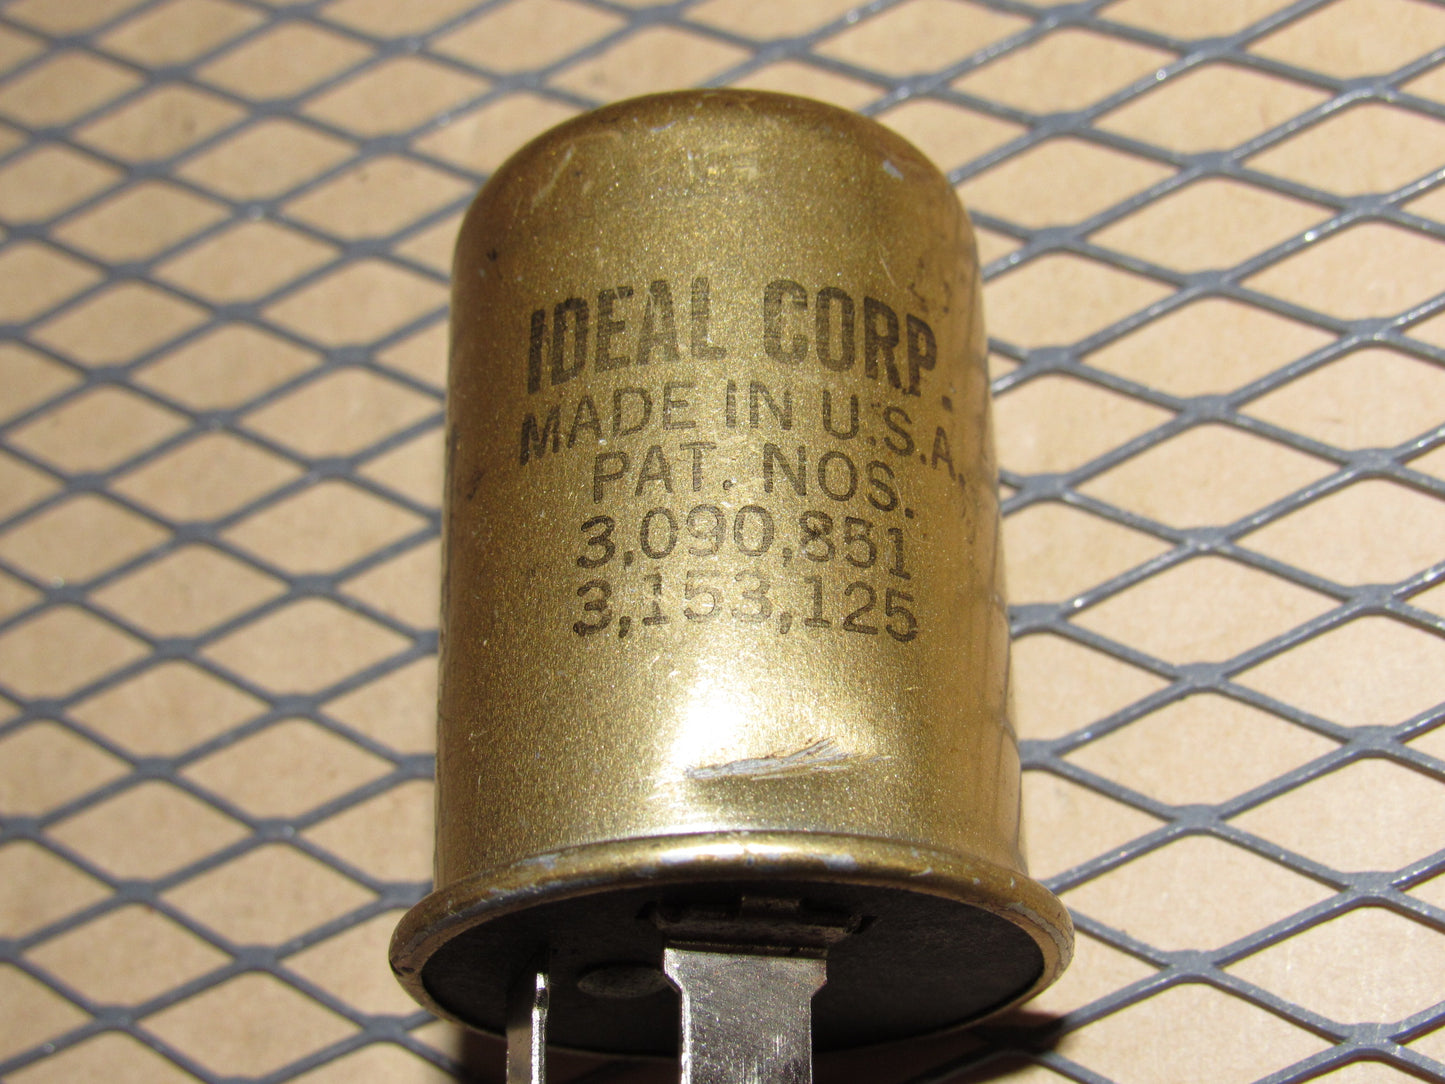 IDEAL CORP.
MADE IN U.S.A.
PAT. NOS.
3,090,851
3,153,125